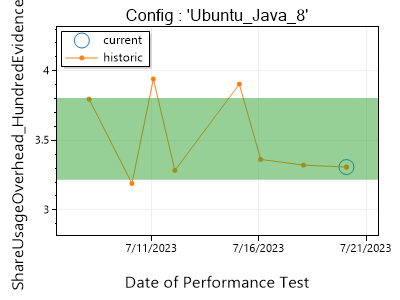 Config : 'Ubuntu_Java_8'
current
historic
ShareUsageOverhead_HundredEvidence
4
3.5
3
7/11/2023
7/16/2023
7/21/2023
Date of Performance Test